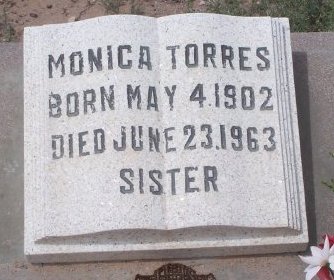 MONICA TORRES
BORN MAY 4.1902
DIED JUNE 23.1963
SISTER